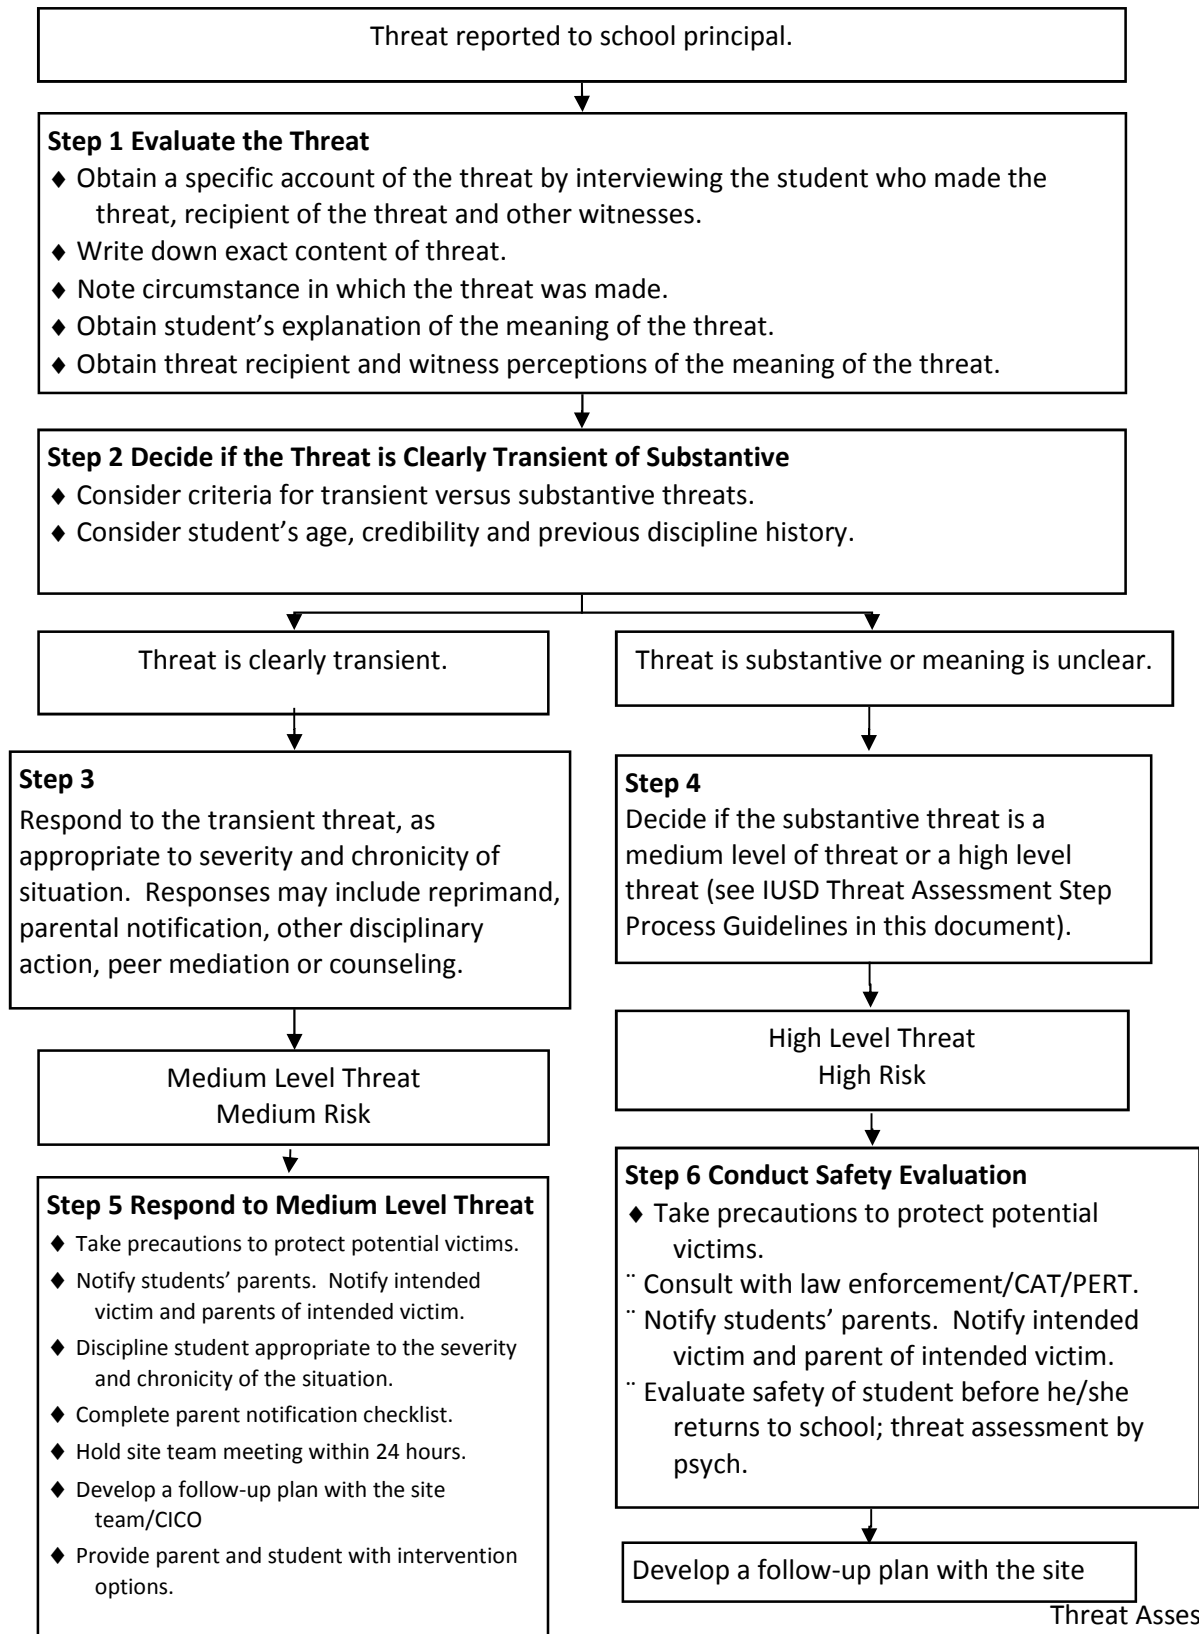 Threat reported to school principal.
Step 1 Evaluate the Threat
♦ Obtain a specific account of the threat by interviewing the student who made the
threat, recipient of the threat and other witnesses.
♦ Write down exact content of threat.
♦ Note circumstance in which the threat was made.
♦ Obtain student’s explanation of the meaning of the threat.
♦ Obtain threat recipient and witness perceptions of the meaning of the threat.
Step 2 Decide if the Threat is Clearly Transient of Substantive
♦ Consider criteria for transient versus substantive threats.
♦ Consider student’s age, credibility and previous discipline history.
Threat is clearly transient.
Threat is substantive or meaning is unclear.
Step 3
Respond to the transient threat, as
appropriate to severity and chronicity of
situation. Responses may include reprimand,
parental notification, other disciplinary
action, peer mediation or counseling.
Step 4
Decide if the substantive threat is a
medium level of threat or a high level
threat (see IUSD Threat Assessment Step
Process Guidelines in this document).
Medium Level Threat
Medium Risk
High Level Threat
High Risk
Step 5 Respond to Medium Level Threat
♦ Take precautions to protect potential victims.
♦ Notify students’ parents. Notify intended
victim and parents of intended victim.
♦ Discipline student appropriate to the severity
and chronicity of the situation.
♦ Complete parent notification checklist.
♦ Hold site team meeting within 24 hours.
♦ Develop a follow-up plan with the site
team/CICO
♦ Provide parent and student with intervention
options.
Step 6 Conduct Safety Evaluation
♦ Take precautions to protect potential
victims.
¨ Consult with law enforcement/CAT/PERT.
¨ Notify students’ parents. Notify intended
victim and parent of intended victim.
¨ Evaluate safety of student before he/she
returns to school; threat assessment by
psych.
Develop a follow-up plan with the site
Threat Asses